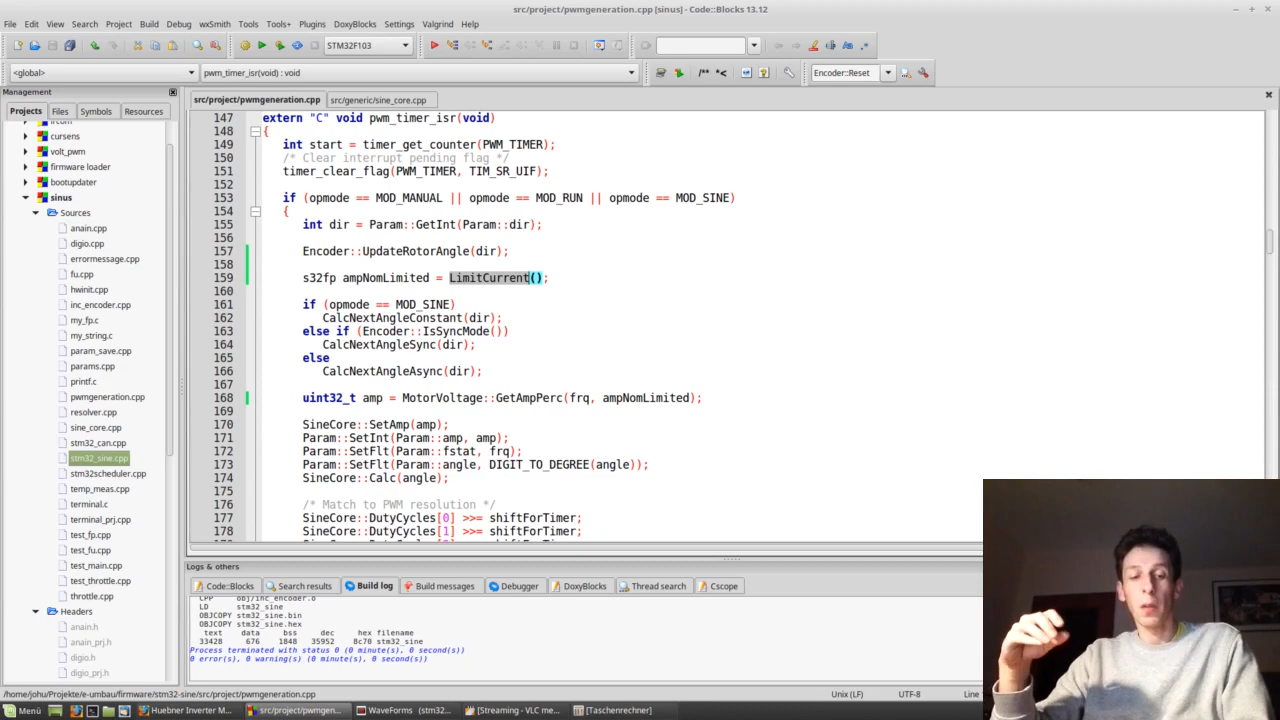 src/project/pwmgeneration.cpp [sinus] - Code::Blocks 13.12
File Edit View Search Project Build Debug wxSmith Tools Tools+ Plugins DoxyBlocks Settings Valgrind Help
STM32F103
<global> pwm_timer_isr(void) : void /** *< Encoder::Reset
Management
Projects Files Symbols Resources
src/project/pwmgeneration.cpp src/generic/sine_core.cpp
cursens
volt_pwm
firmware loader
bootupdater
sinus
Sources
anain.cpp
digio.cpp
errormessage.cpp
fu.cpp
hwinit.cpp
inc_encoder.cpp
my_fp.c
my_string.c
param_save.cpp
params.cpp
printf.c
pwmgeneration.cpp
resolver.cpp
sine_core.cpp
stm32_can.cpp
stm32_sine.cpp
stm32scheduler.cpp
temp_meas.cpp
terminal.c
terminal_prj.cpp
test_fp.cpp
test_fu.cpp
test_main.cpp
test_throttle.cpp
throttle.cpp
Headers
anain.h
anain_prj.h
digio.h
digio_prj.h
147 extern "C" void pwm_timer_isr(void)
148 {
149 int start = timer_get_counter(PWM_TIMER);
150 /* Clear interrupt pending flag */
151 timer_clear_flag(PWM_TIMER, TIM_SR_UIF);
152
153 if (opmode == MOD_MANUAL || opmode == MOD_RUN || opmode == MOD_SINE)
154 {
155 int dir = Param::GetInt(Param::dir);
156
157 Encoder::UpdateRotorAngle(dir);
158
159 s32fp ampNomLimited = LimitCurrent();
160
161 if (opmode == MOD_SINE)
162 CalcNextAngleConstant(dir);
163 else if (Encoder::IsSyncMode())
164 CalcNextAngleSync(dir);
165 else
166 CalcNextAngleAsync(dir);
167
168 uint32_t amp = MotorVoltage::GetAmpPerc(frq, ampNomLimited);
169
170 SineCore::SetAmp(amp);
171 Param::SetInt(Param::amp, amp);
172 Param::SetFlt(Param::fstat, frq);
173 Param::SetFlt(Param::angle, DIGIT_TO_DEGREE(angle));
174 SineCore::Calc(angle);
175
176 /* Match to PWM resolution */
177 SineCore::DutyCycles[0] >>= shiftForTimer;
178 SineCore::DutyCycles[1] >>= shiftForTimer;
Logs & others
Code::Blocks Search results Build log Build messages Debugger DoxyBlocks Thread search Cscope
CPP obj/inc_encoder.o
LD stm32_sine
OBJCOPY stm32_sine.bin
OBJCOPY stm32_sine.hex
text data bss dec hex filename
33428 676 1848 35952 8c70 stm32_sine
Process terminated with status 0 (0 minute(s), 0 second(s))
0 error(s), 0 warning(s) (0 minute(s), 0 second(s))
/home/johu/Projekte/e-umbau/firmware/stm32-sine/src/project/pwmgeneration.cpp Unix (LF) UTF-8 Line
Menü Huebner Inverter M... src/project/pwmgen... WaveForms (stm32... [Streaming - VLC me... [Taschenrechner]